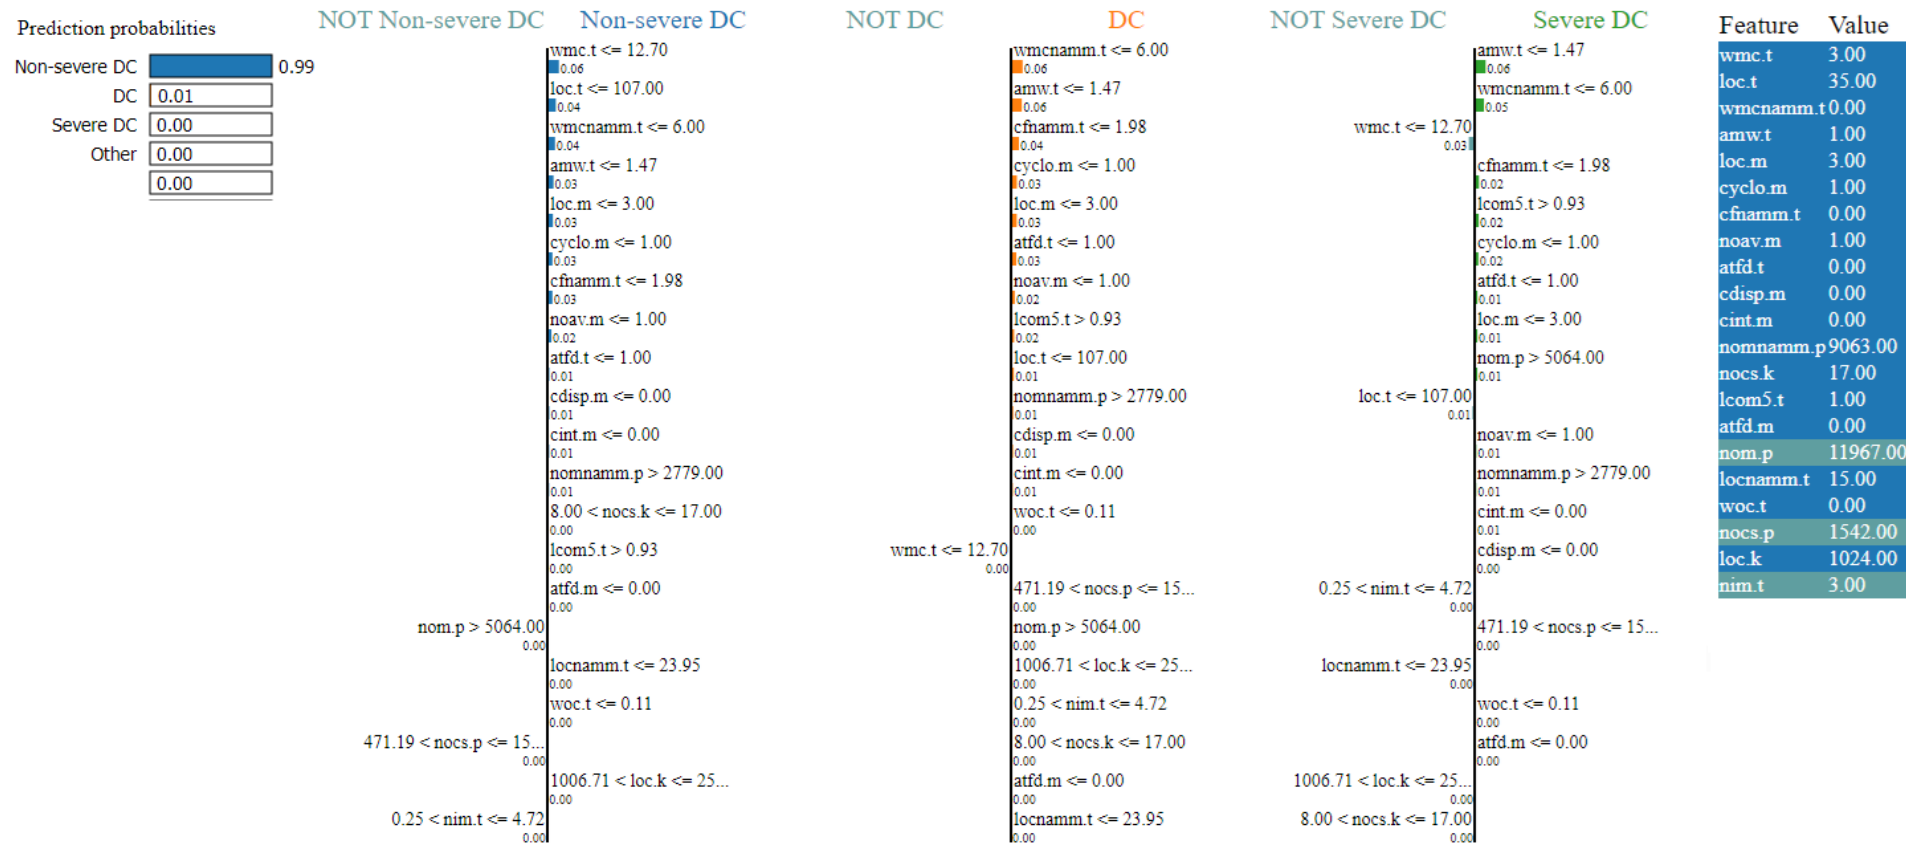 Prediction probabilities
Non-severe DC 0.99
DC 0.01
Severe DC 0.00
Other 0.00
0.00
NOT Non-severe DC Non-severe DC
wmc.t <= 12.70
0.06
loc.t <= 107.00
0.04
wmcnamm.t <= 6.00
0.04
amw.t <= 1.47
0.03
loc.m <= 3.00
0.03
cyclo.m <= 1.00
0.03
cfnamm.t <= 1.98
0.03
noav.m <= 1.00
0.02
atfd.t <= 1.00
0.01
cdisp.m <= 0.00
0.01
cint.m <= 0.00
0.01
nomnamm.p > 2779.00
0.01
8.00 < nocs.k <= 17.00
0.00
lcom5.t > 0.93
0.00
atfd.m <= 0.00
0.00
nom.p > 5064.00
0.00
locnamm.t <= 23.95
0.00
woc.t <= 0.11
0.00
471.19 < nocs.p <= 15...
0.00
1006.71 < loc.k <= 25...
0.00
0.25 < nim.t <= 4.72
0.00
NOT DC DC
wmcnamm.t <= 6.00
0.06
amw.t <= 1.47
0.06
cfnamm.t <= 1.98
0.04
cyclo.m <= 1.00
0.03
loc.m <= 3.00
0.03
atfd.t <= 1.00
0.03
noav.m <= 1.00
0.02
lcom5.t > 0.93
0.02
loc.t <= 107.00
0.01
nomnamm.p > 2779.00
0.01
cdisp.m <= 0.00
0.01
cint.m <= 0.00
0.01
woc.t <= 0.11
0.00
wmc.t <= 12.70
0.00
471.19 < nocs.p <= 15...
0.00
nom.p > 5064.00
0.00
1006.71 < loc.k <= 25...
0.00
0.25 < nim.t <= 4.72
0.00
8.00 < nocs.k <= 17.00
0.00
atfd.m <= 0.00
0.00
locnamm.t <= 23.95
0.00
NOT Severe DC Severe DC
amw.t <= 1.47
0.06
wmcnamm.t <= 6.00
0.05
wmc.t <= 12.70
0.03
cfnamm.t <= 1.98
0.02
lcom5.t > 0.93
0.02
cyclo.m <= 1.00
0.02
atfd.t <= 1.00
0.01
loc.m <= 3.00
0.01
nom.p > 5064.00
0.01
loc.t <= 107.00
0.01
noav.m <= 1.00
0.01
nomnamm.p > 2779.00
0.01
cint.m <= 0.00
0.01
cdisp.m <= 0.00
0.00
0.25 < nim.t <= 4.72
0.00
471.19 < nocs.p <= 15...
0.00
locnamm.t <= 23.95
0.00
woc.t <= 0.11
0.00
atfd.m <= 0.00
0.00
1006.71 < loc.k <= 25...
0.00
8.00 < nocs.k <= 17.00
0.00
Feature Value
wmc.t 3.00
loc.t 35.00
wmcnamm.t 0.00
amw.t 1.00
loc.m 3.00
cyclo.m 1.00
cfnamm.t 0.00
noav.m 1.00
atfd.t 0.00
cdisp.m 0.00
cint.m 0.00
nomnamm.p 9063.00
nocs.k 17.00
lcom5.t 1.00
atfd.m 0.00
nom.p 11967.00
locnamm.t 15.00
woc.t 0.00
nocs.p 1542.00
loc.k 1024.00
nim.t 3.00